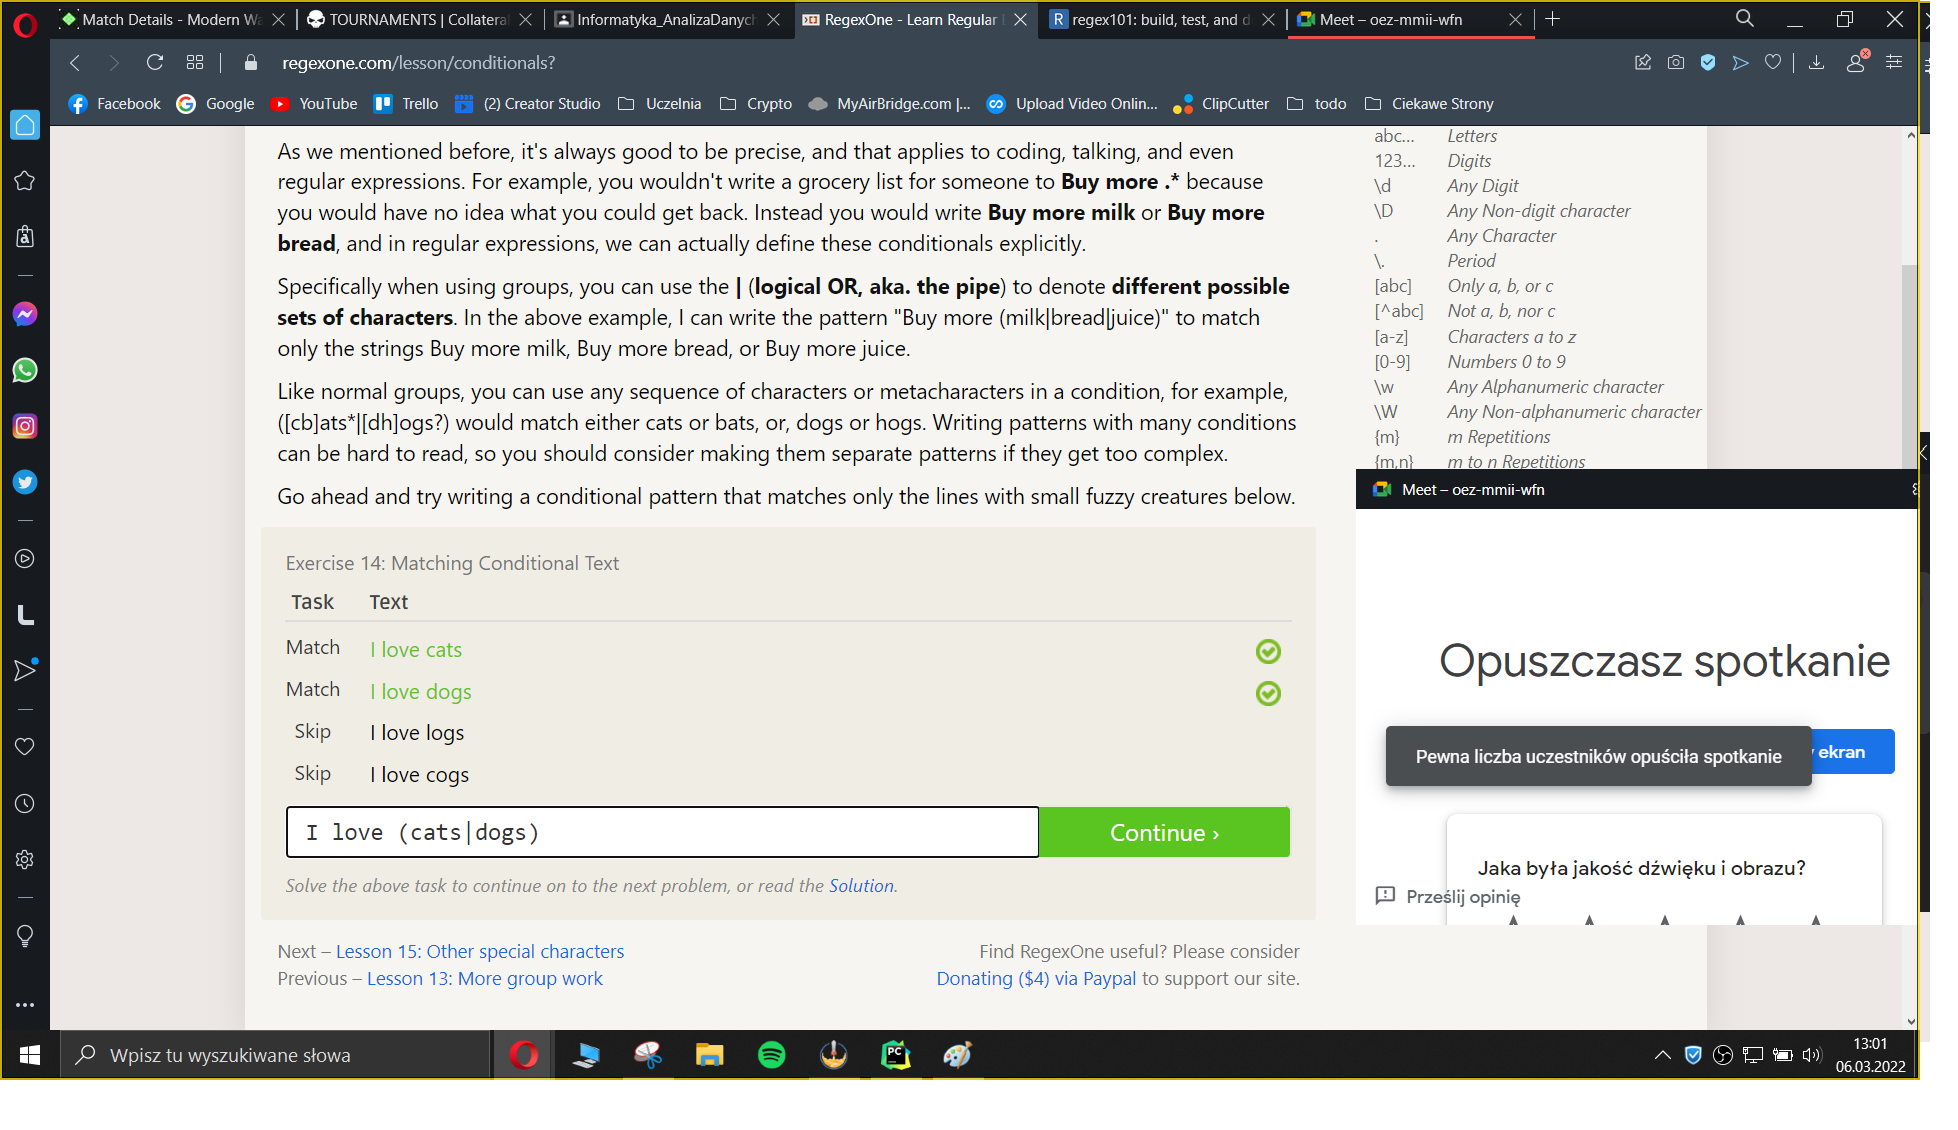 Match Details - Modern Wa
TOURNAMENTS | Collateral
Informatyka_AnalizaDanych
RegexOne - Learn Regular
regex101: build, test, and d
Meet – oez-mmii-wfn
regexone.com/lesson/conditionals?
Facebook
Google
YouTube
Trello
(2) Creator Studio
Uczelnia
Crypto
MyAirBridge.com |...
Upload Video Onlin...
ClipCutter
todo
Ciekawe Strony
As we mentioned before, it's always good to be precise, and that applies to coding, talking, and even
regular expressions. For example, you wouldn't write a grocery list for someone to Buy more .* because
you would have no idea what you could get back. Instead you would write Buy more milk or Buy more
bread, and in regular expressions, we can actually define these conditionals explicitly.
Specifically when using groups, you can use the | (logical OR, aka. the pipe) to denote different possible
sets of characters. In the above example, I can write the pattern "Buy more (milk|bread|juice)" to match
only the strings Buy more milk, Buy more bread, or Buy more juice.
Like normal groups, you can use any sequence of characters or metacharacters in a condition, for example,
([cb]ats*|[dh]ogs?) would match either cats or bats, or, dogs or hogs. Writing patterns with many conditions
can be hard to read, so you should consider making them separate patterns if they get too complex.
Go ahead and try writing a conditional pattern that matches only the lines with small fuzzy creatures below.
Exercise 14: Matching Conditional Text
Task Text
Match I love cats
Match I love dogs
Skip I love logs
Skip I love cogs
I love (cats|dogs)
Continue ›
Solve the above task to continue on to the next problem, or read the Solution.
Next – Lesson 15: Other special characters
Previous – Lesson 13: More group work
Find RegexOne useful? Please consider
Donating ($4) via Paypal to support our site.
abc... Letters
123... Digits
\d Any Digit
\D Any Non-digit character
. Any Character
\. Period
[abc] Only a, b, or c
[^abc] Not a, b, nor c
[a-z] Characters a to z
[0-9] Numbers 0 to 9
\w Any Alphanumeric character
\W Any Non-alphanumeric character
{m} m Repetitions
{m,n} m to n Repetitions
Meet – oez-mmii-wfn
Opuszczasz spotkanie
Pewna liczba uczestników opuściła spotkanie
ekran
Jaka była jakość dźwięku i obrazu?
Prześlij opinię
Wpisz tu wyszukiwane słowa
PC
13:01
06.03.2022